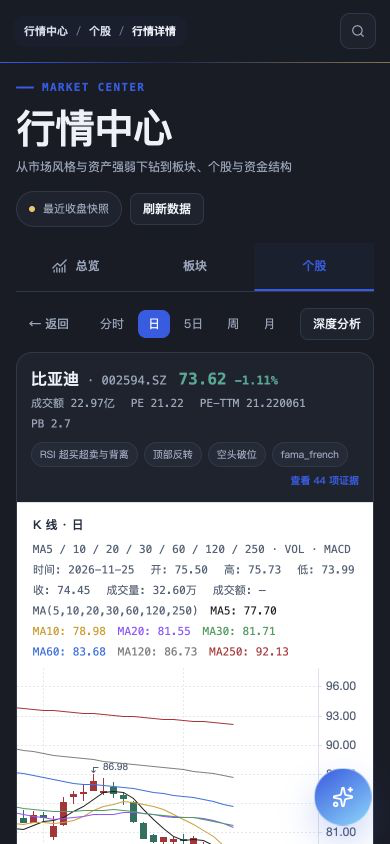 行情中心 / 个股 / 行情详情
MARKET CENTER
行情中心
从市场风格与资产强弱下钻到板块、个股与资金结构
最近收盘快照 刷新数据
总览 板块 个股
← 返回 分时 日 5日 周 月 深度分析
比亚迪 · 002594.SZ 73.62 −1.11%
成交额 22.97亿 PE 21.22 PE-TTM 21.220061
PB 2.7
RSI 超买超卖与背离 顶部反转 空头破位 fama_french
查看 44 项证据
K 线 · 日
MA5 / 10 / 20 / 30 / 60 / 120 / 250 · VOL · MACD
时间: 2026-11-25 开: 75.50 高: 75.73 低: 73.99
收: 74.45 成交量: 32.60万 成交额: —
MA(5,10,20,30,60,120,250) MA5: 77.70
MA10: 78.98 MA20: 81.55 MA30: 81.71
MA60: 83.68 MA120: 86.73 MA250: 92.13
96.00
93.00
90.00
86.98
81.00